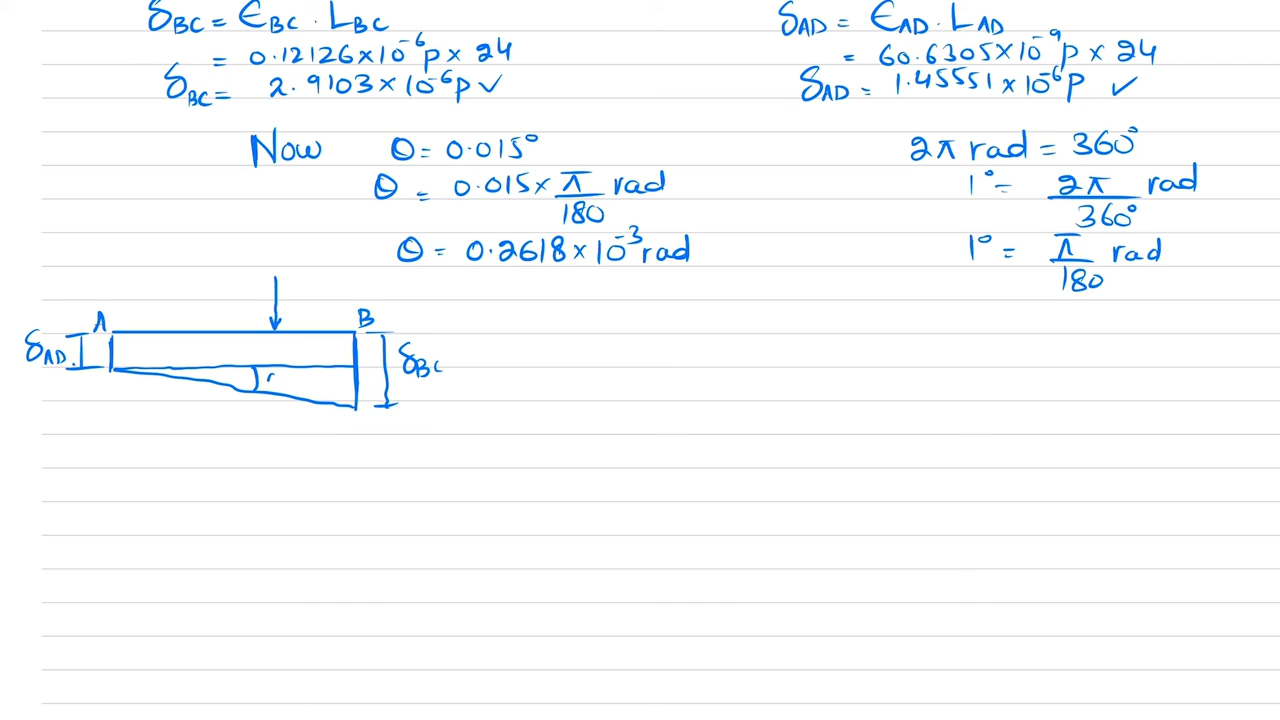 δBC = ϵBC . LBC
= 0.12126×10⁻⁶p × 24
δBC = 2.9103×10⁻⁶p ✓
δAD = ϵAD . LAD
= 60.6305×10⁻⁹p × 24
δAD = 1.45551×10⁻⁶p ✓
Now θ = 0.015°
θ = 0.015 × π/180 rad
θ = 0.2618 × 10⁻³ rad
2π rad = 360°
1° = 2π/360° rad
1° = π/180 rad
A B
δAD.
δBC